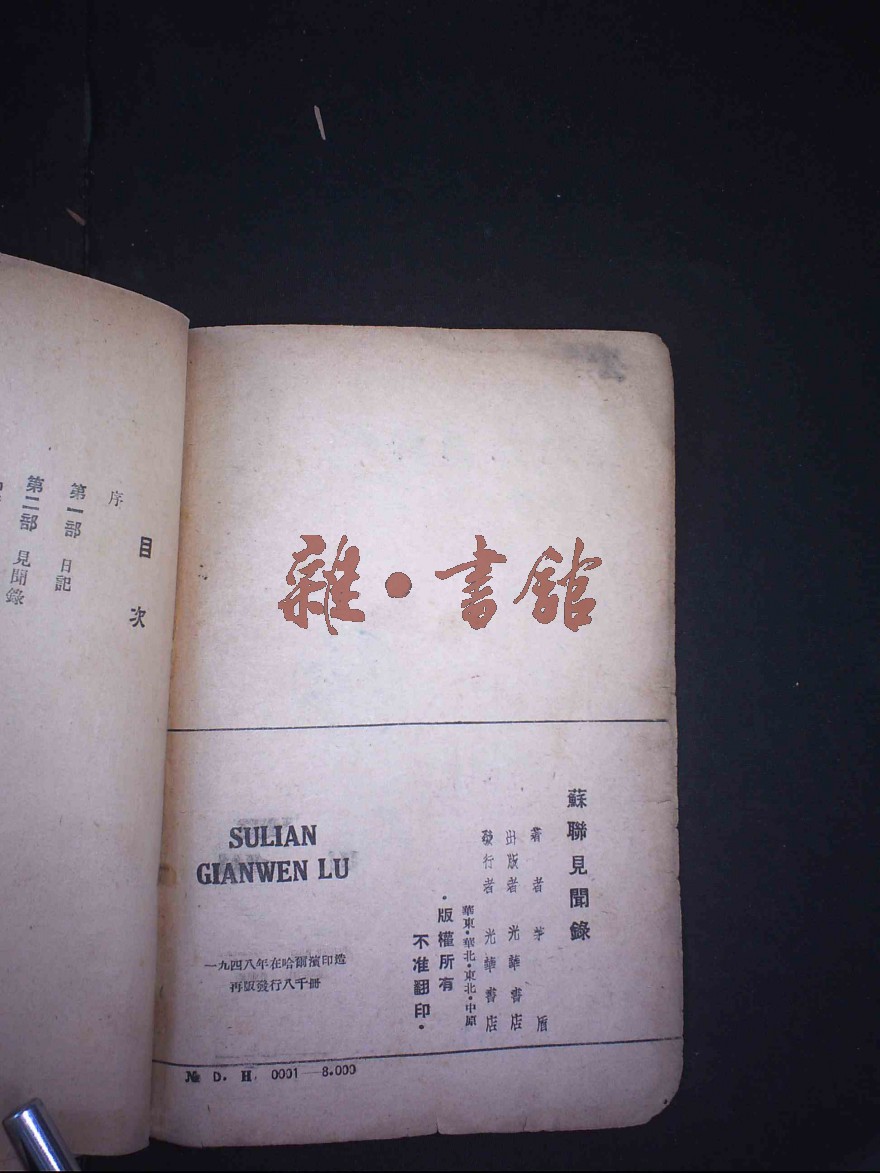 雜·書舘
蘇聯見聞錄
著者 茅盾
出版者 光華書店
發行者 光華書店
華東·華北·東北·中原
·版權所有
不准翻印·
SULIAN
GIANWEN LU
一九四八年在哈爾濱印造
再版發行八千冊
№ D. H. 0001—8.000
目次
序
第一部 日記
第二部 見聞錄